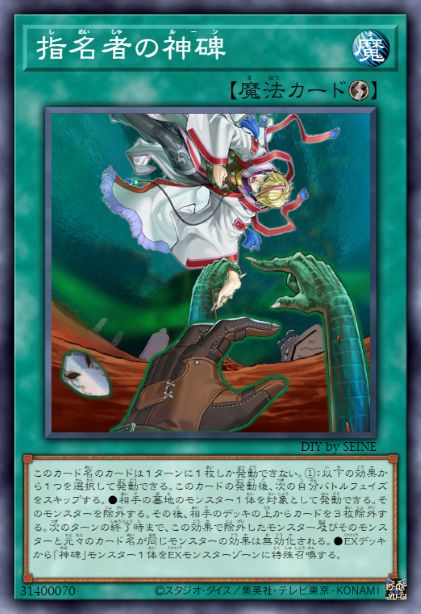 指名者の神碑
魔
【魔法カード】
DIY by SEINE
このカード名のカードは1ターンに1枚しか発動できない。①:以下の効果か
ら1つを選択して発動できる。このカードの発動後、次の自分バトルフェイズ
をスキップする。●相手の墓地のモンスター1体を対象として発動できる。そ
のモンスターを除外する。その後、相手のデッキの上からカードを3枚除外す
る。次のターンの終了時まで、この効果で除外したモンスター及びそのモンスタ
ーと元々のカード名が同じモンスターの効果は無効化される。●EXデッキ
から「神碑」モンスター1体をEXモンスターゾーンに特殊召喚する。
31400070
©スタジオ・ダイス/集英社・テレビ東京・KONAMI